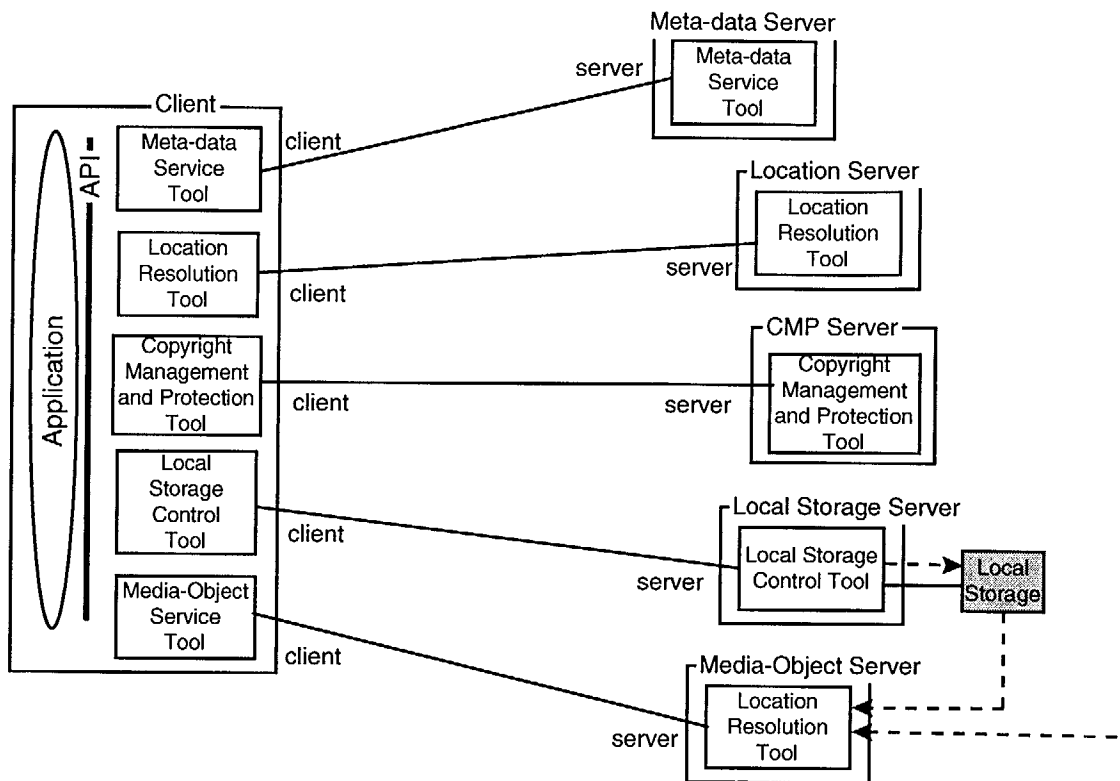 Client
Application
API
Meta-data
Service
Tool
client
Location
Resolution
Tool
client
Copyright
Management
and Protection
Tool
client
Local
Storage
Control
Tool
client
Media-Object
Service
Tool
client
Meta-data Server
server
Meta-data
Service
Tool
Location Server
server
Location
Resolution
Tool
CMP Server
server
Copyright
Management
and Protection
Tool
Local Storage Server
server
Local Storage
Control Tool
Local
Storage
Media-Object Server
server
Location
Resolution
Tool